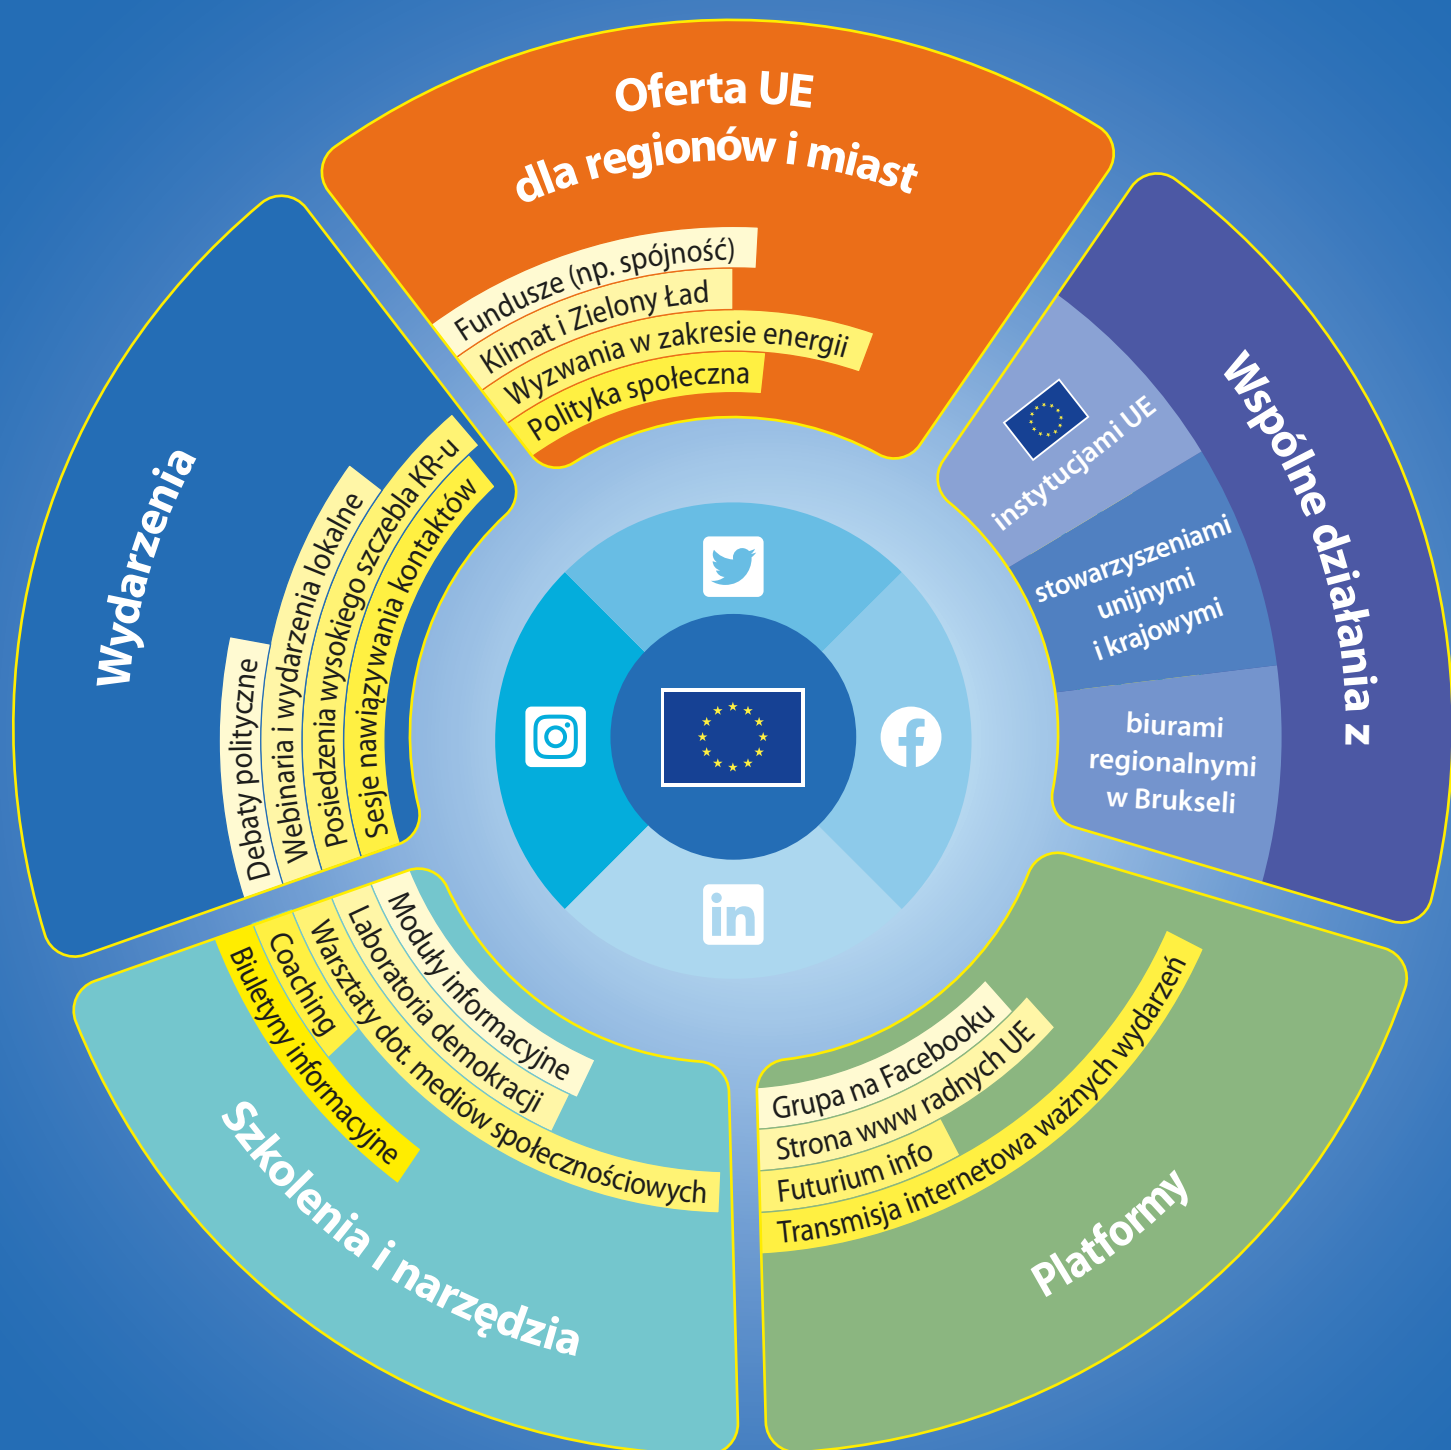 Oferta UE
dla regionów i miast
Fundusze (np. spójność)
Klimat i Zielony Ład
Wyzwania w zakresie energii
Polityka społeczna
Wspólne działania z
instytucjami UE
stowarzyszeniami
unijnymi
i krajowymi
biurami
regionalnymi
w Brukseli
Platformy
Grupa na Facebooku
Strona www radnych UE
Futurium info
Transmisja internetowa ważnych wydarzeń
Szkolenia i narzędzia
Moduły informacyjne
Laboratoria demokracji
Warsztaty dot. mediów społecznościowych
Coaching
Biuletyny informacyjne
Wydarzenia
Debaty polityczne
Webinaria i wydarzenia lokalne
Posiedzenia wysokiego szczebla KR-u
Sesje nawiązywania kontaktów
in